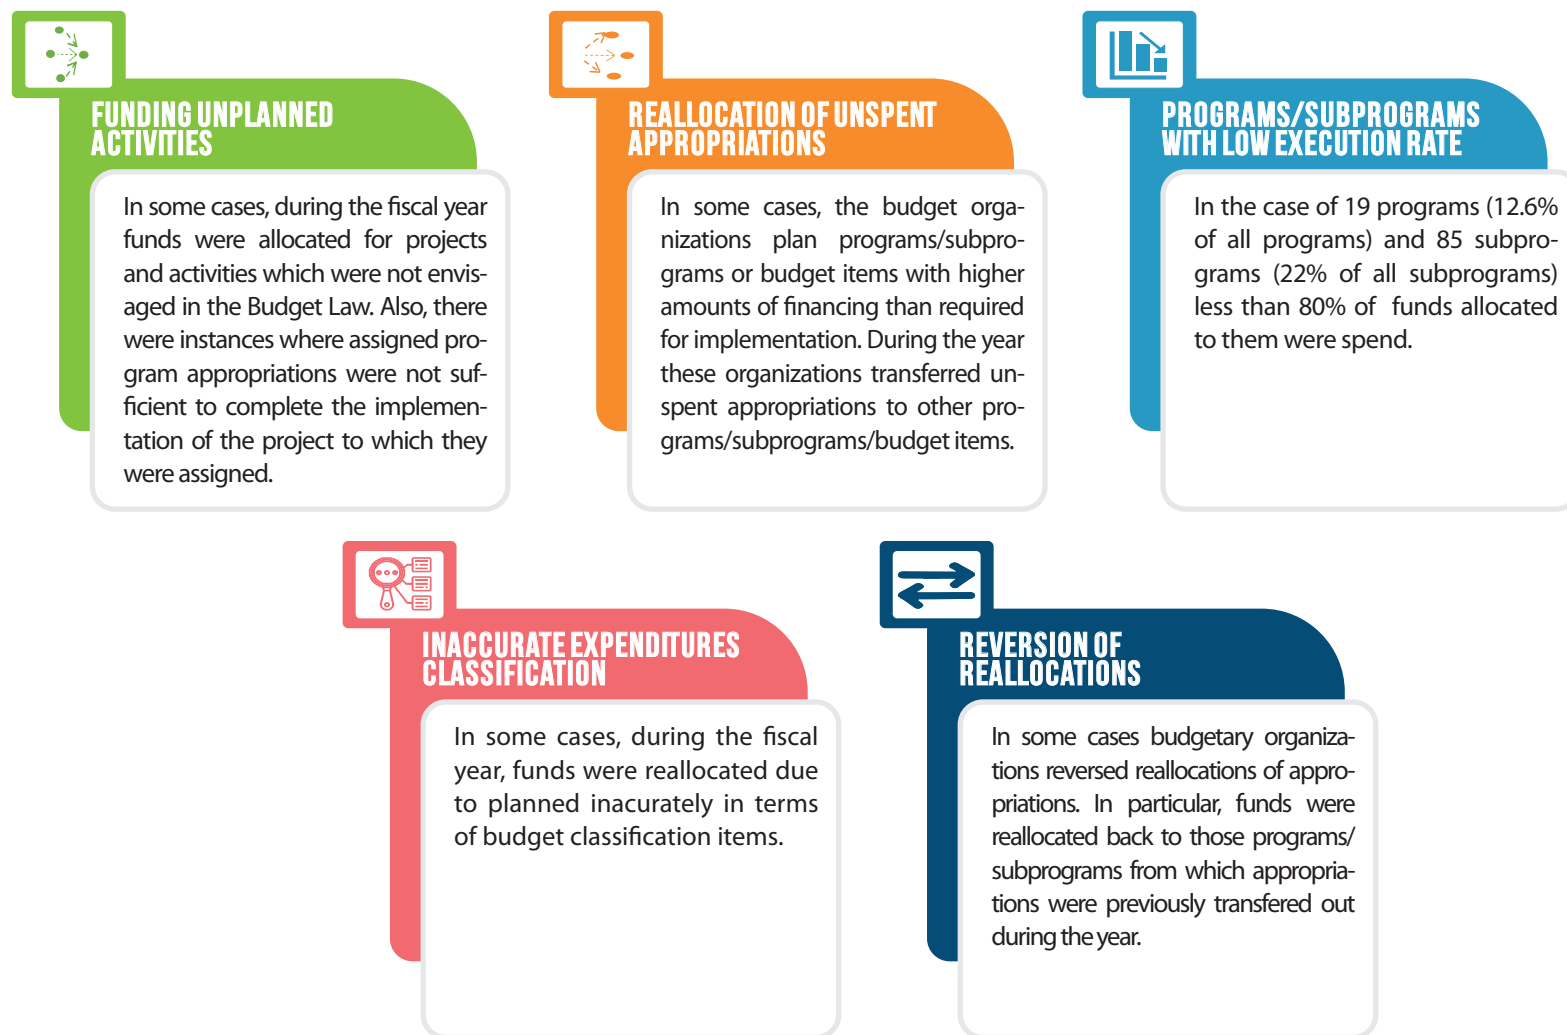 FUNDING UNPLANNED
ACTIVITIES
In some cases, during the fiscal year
funds were allocated for projects
and activities which were not envis-
aged in the Budget Law. Also, there
were instances where assigned pro-
gram appropriations were not suf-
ficient to complete the implemen-
tation of the project to which they
were assigned.
REALLOCATION OF UNSPENT
APPROPRIATIONS
In some cases, the budget orga-
nizations plan programs/subpro-
grams or budget items with higher
amounts of financing than required
for implementation. During the year
these organizations transferred un-
spent appropriations to other pro-
grams/subprograms/budget items.
PROGRAMS/SUBPROGRAMS
WITH LOW EXECUTION RATE
In the case of 19 programs (12.6%
of all programs) and 85 subpro-
grams (22% of all subprograms)
less than 80% of funds allocated
to them were spend.
INACCURATE EXPENDITURES
CLASSIFICATION
In some cases, during the fiscal
year, funds were reallocated due
to planned inacurately in terms
of budget classification items.
REVERSION OF
REALLOCATIONS
In some cases budgetary organiza-
tions reversed reallocations of appro-
priations. In particular, funds were
reallocated back to those programs/
subprograms from which appropria-
tions were previously transfered out
during the year.